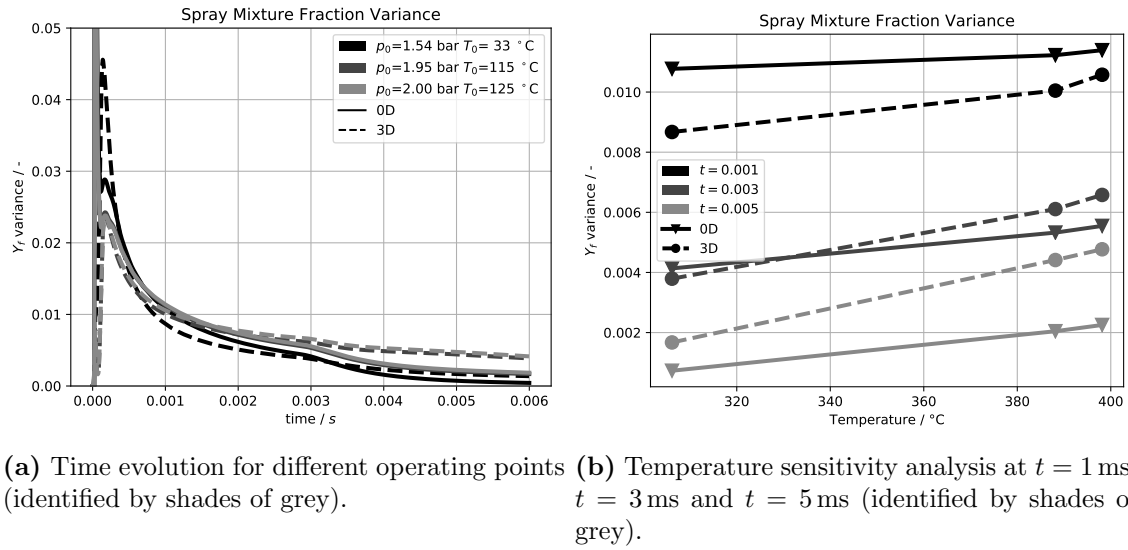 Spray Mixture Fraction Variance
0.05
0.04
0.03
0.02
0.01
0.00
Y_f variance / -
p_0=1.54 bar T_0= 33 °C
p_0=1.95 bar T_0=115 °C
p_0=2.00 bar T_0=125 °C
0D
3D
0.000 0.001 0.002 0.003 0.004 0.005 0.006
time / s
Spray Mixture Fraction Variance
0.010
0.008
0.006
0.004
0.002
Y_f variance / -
t = 0.001
t = 0.003
t = 0.005
0D
3D
320 340 360 380 400
Temperature / °C
(a) Time evolution for different operating points
(identified by shades of grey).
(b) Temperature sensitivity analysis at t = 1 ms
t = 3 ms and t = 5 ms (identified by shades o
grey).